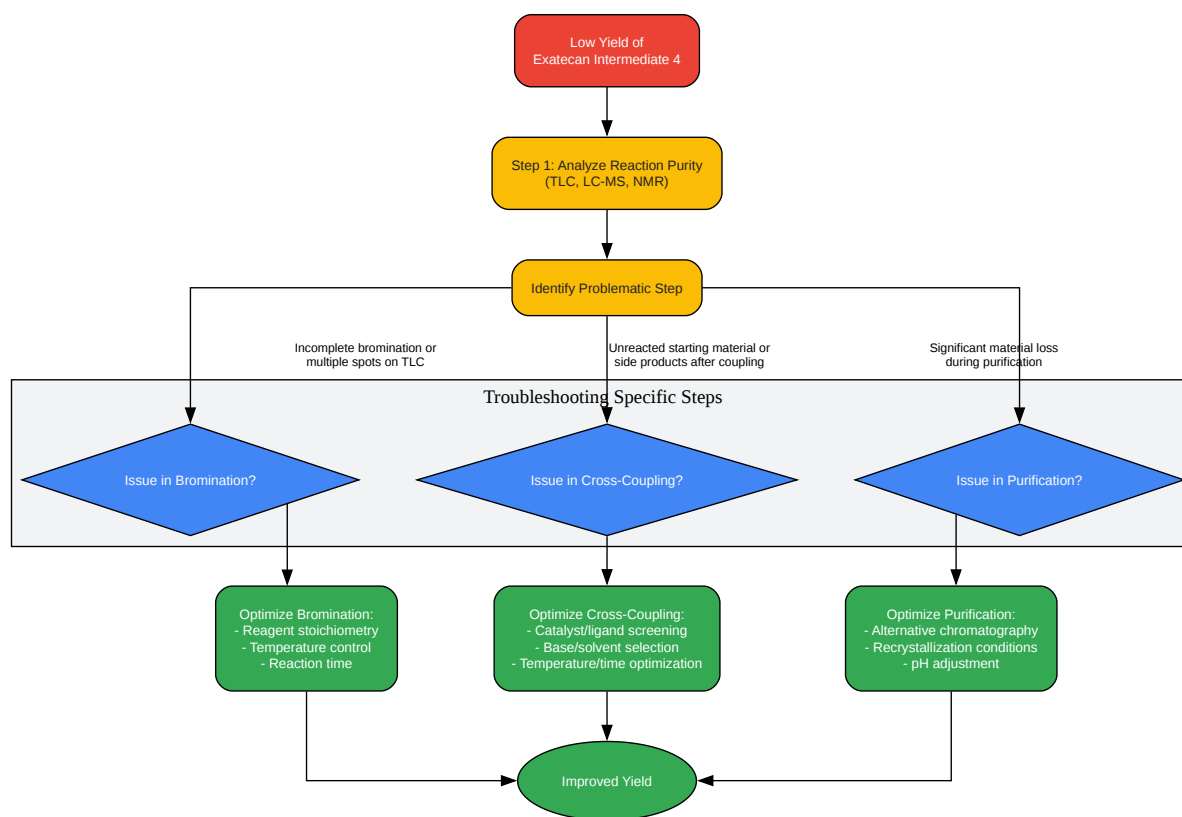 Low Yield of
Exatecan Intermediate 4
Step 1: Analyze Reaction Purity
(TLC, LC-MS, NMR)
Identify Problematic Step
Incomplete bromination or
multiple spots on TLC
Unreacted starting material or
side products after coupling
Significant material loss
during purification
Troubleshooting Specific Steps
Issue in Bromination?
Issue in Cross-Coupling?
Issue in Purification?
Optimize Bromination:
- Reagent stoichiometry
- Temperature control
- Reaction time
Optimize Cross-Coupling:
- Catalyst/ligand screening
- Base/solvent selection
- Temperature/time optimization
Optimize Purification:
- Alternative chromatography
- Recrystallization conditions
- pH adjustment
Improved Yield